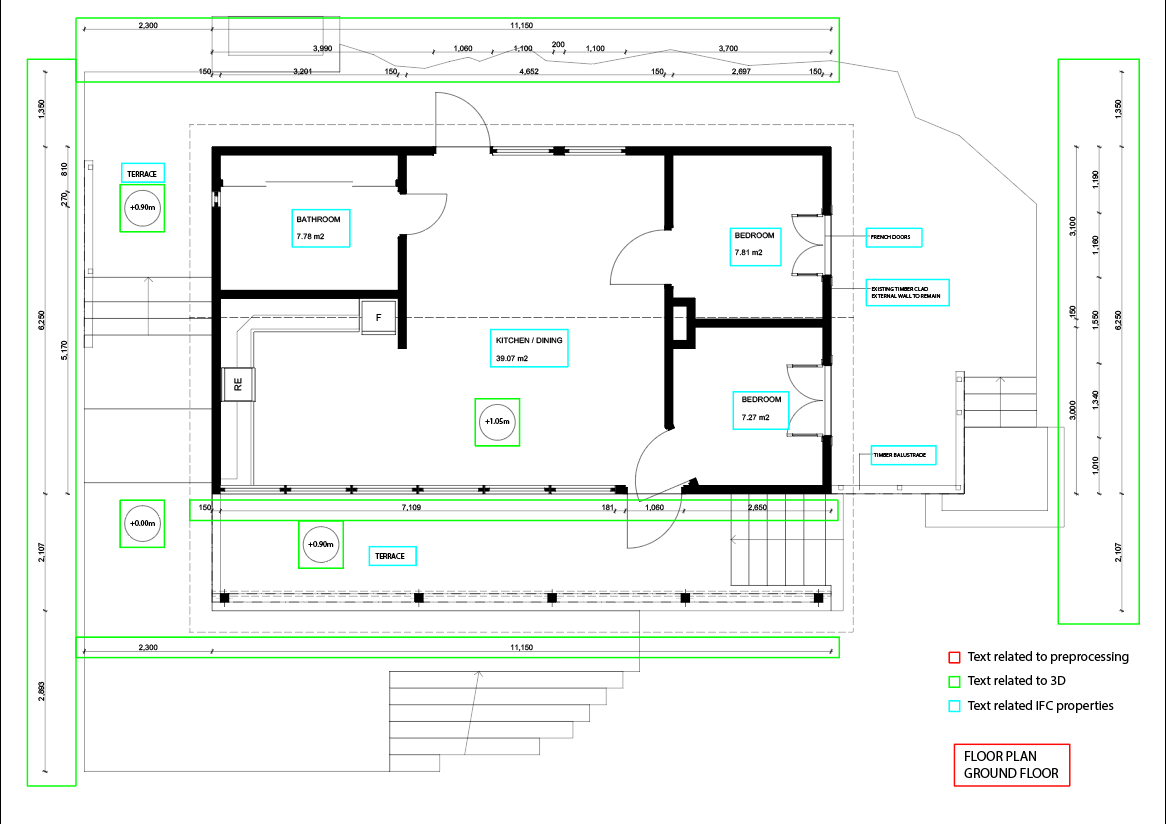 2,300
11,150
3,990
1,060
1,100
200
1,100
3,700
150
3,201
150
4,652
150
2,697
150
1,350
810
270
6,250
5,170
2,107
2,893
TERRACE
+0.90m
BATHROOM
7.78 m2
BEDROOM
7.81 m2
FRENCH DOORS
EXISTING TIMBER CLAD
EXTERNAL WALL TO REMAIN
F
RE
KITCHEN / DINING
39.07 m2
+1.05m
BEDROOM
7.27 m2
TIMBER BALUSTRADE
1,350
1,190
3,100
1,160
150
1,550
6,250
1,340
3,000
1,010
2,107
150
7,109
181
1,060
2,650
+0.00m
+0.90m
TERRACE
2,300
11,150
Text related to preprocessing
Text related to 3D
Text related IFC properties
FLOOR PLAN
GROUND FLOOR